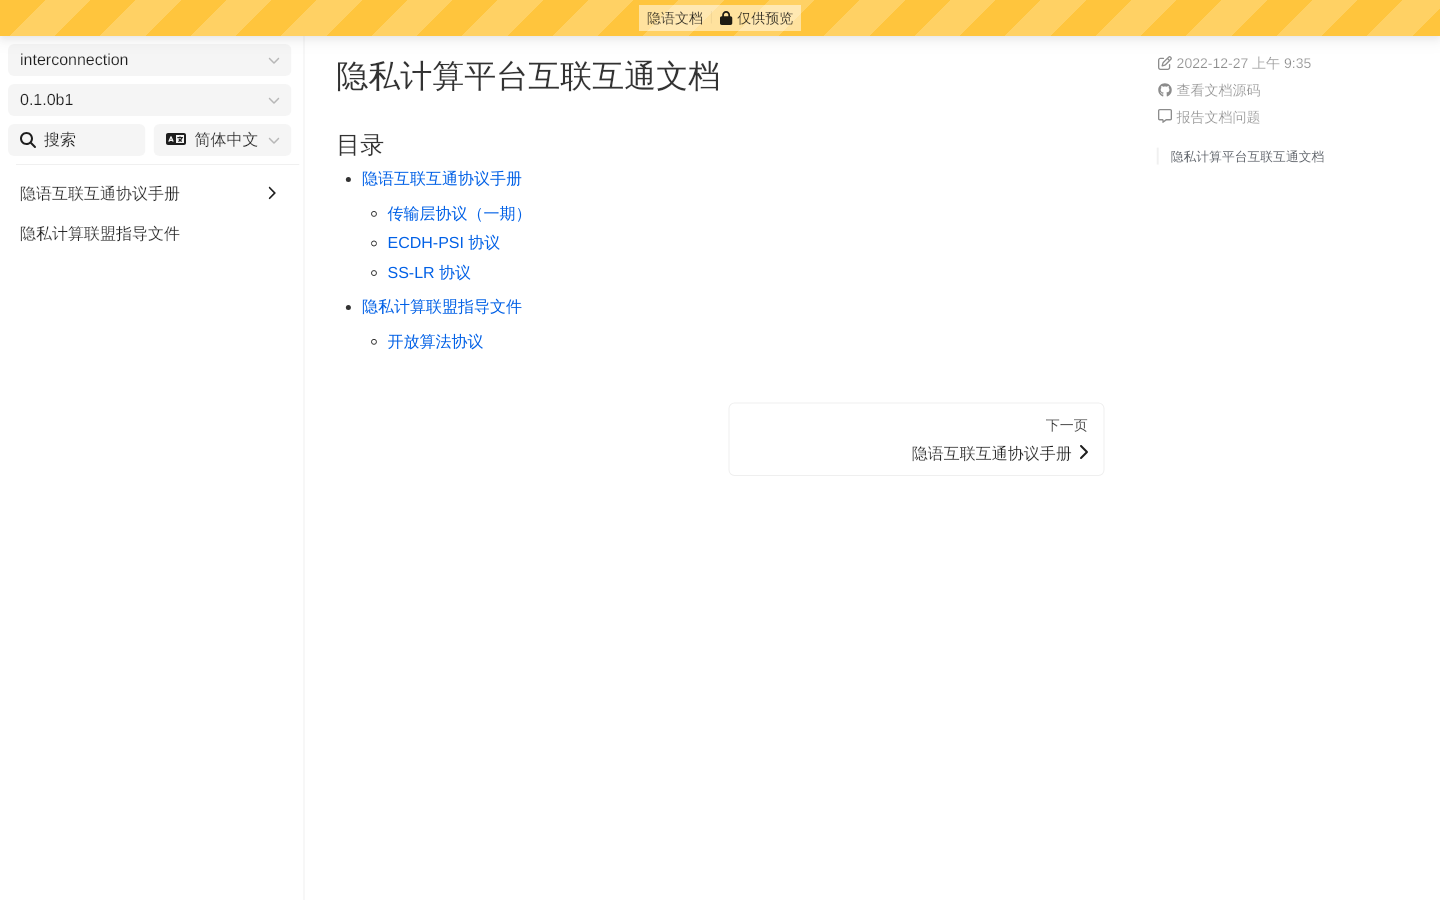 隐语文档 仅供预览
interconnection
0.1.0b1
搜索 简体中文
隐语互联互通协议手册
隐私计算联盟指导文件
隐私计算平台互联互通文档
目录
隐语互联互通协议手册
传输层协议（一期）
ECDH-PSI 协议
SS-LR 协议
隐私计算联盟指导文件
开放算法协议
下一页
隐语互联互通协议手册
2022-12-27 上午 9:35
查看文档源码
报告文档问题
隐私计算平台互联互通文档